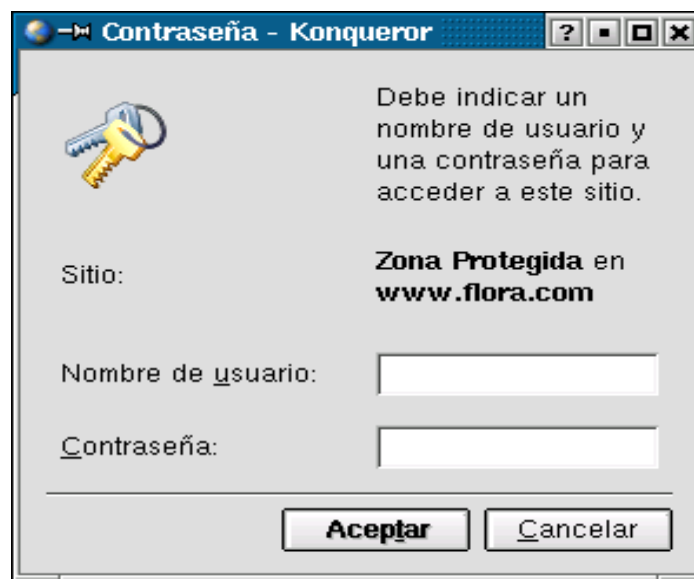 Contraseña - Konqueror
Debe indicar un
nombre de usuario y
una contraseña para
acceder a este sitio.
Sitio:
Zona Protegida en
www.flora.com
Nombre de usuario:
Contraseña:
Aceptar
Cancelar